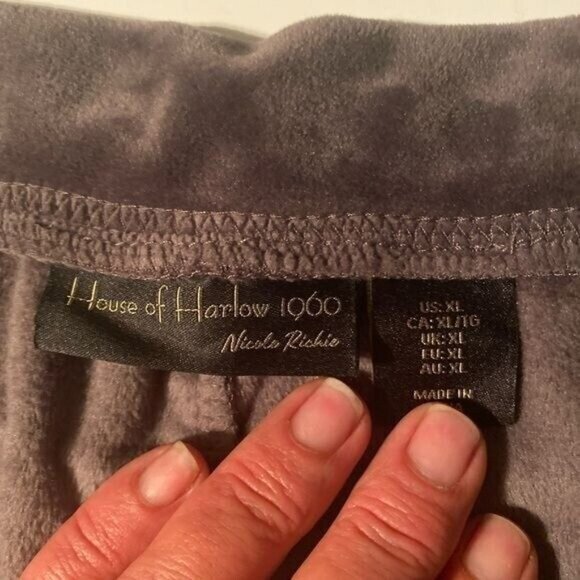 House of Harlow 1960
Nicole Richie
US: XL
CA: XL/TG
UK: XL
EU: XL
AU: XL
MADE IN